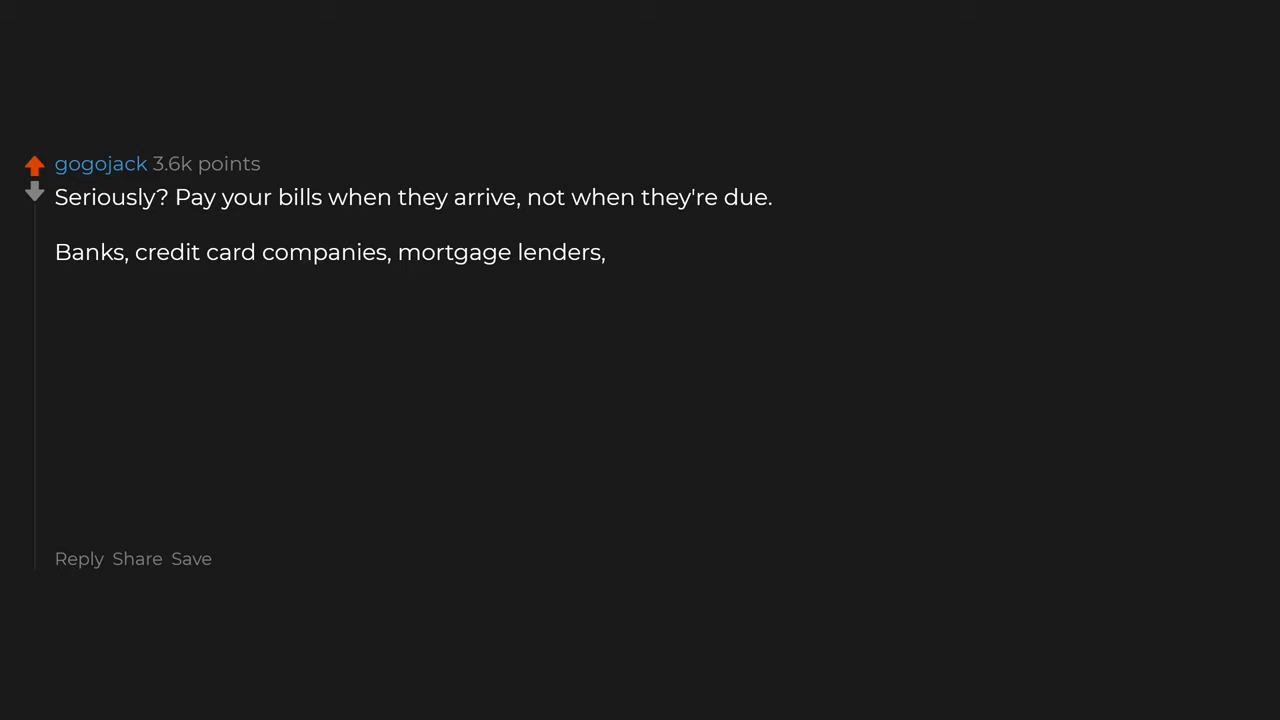 gogojack 3.6k points
Seriously? Pay your bills when they arrive, not when they're due.
Banks, credit card companies, mortgage lenders,
Reply Share Save